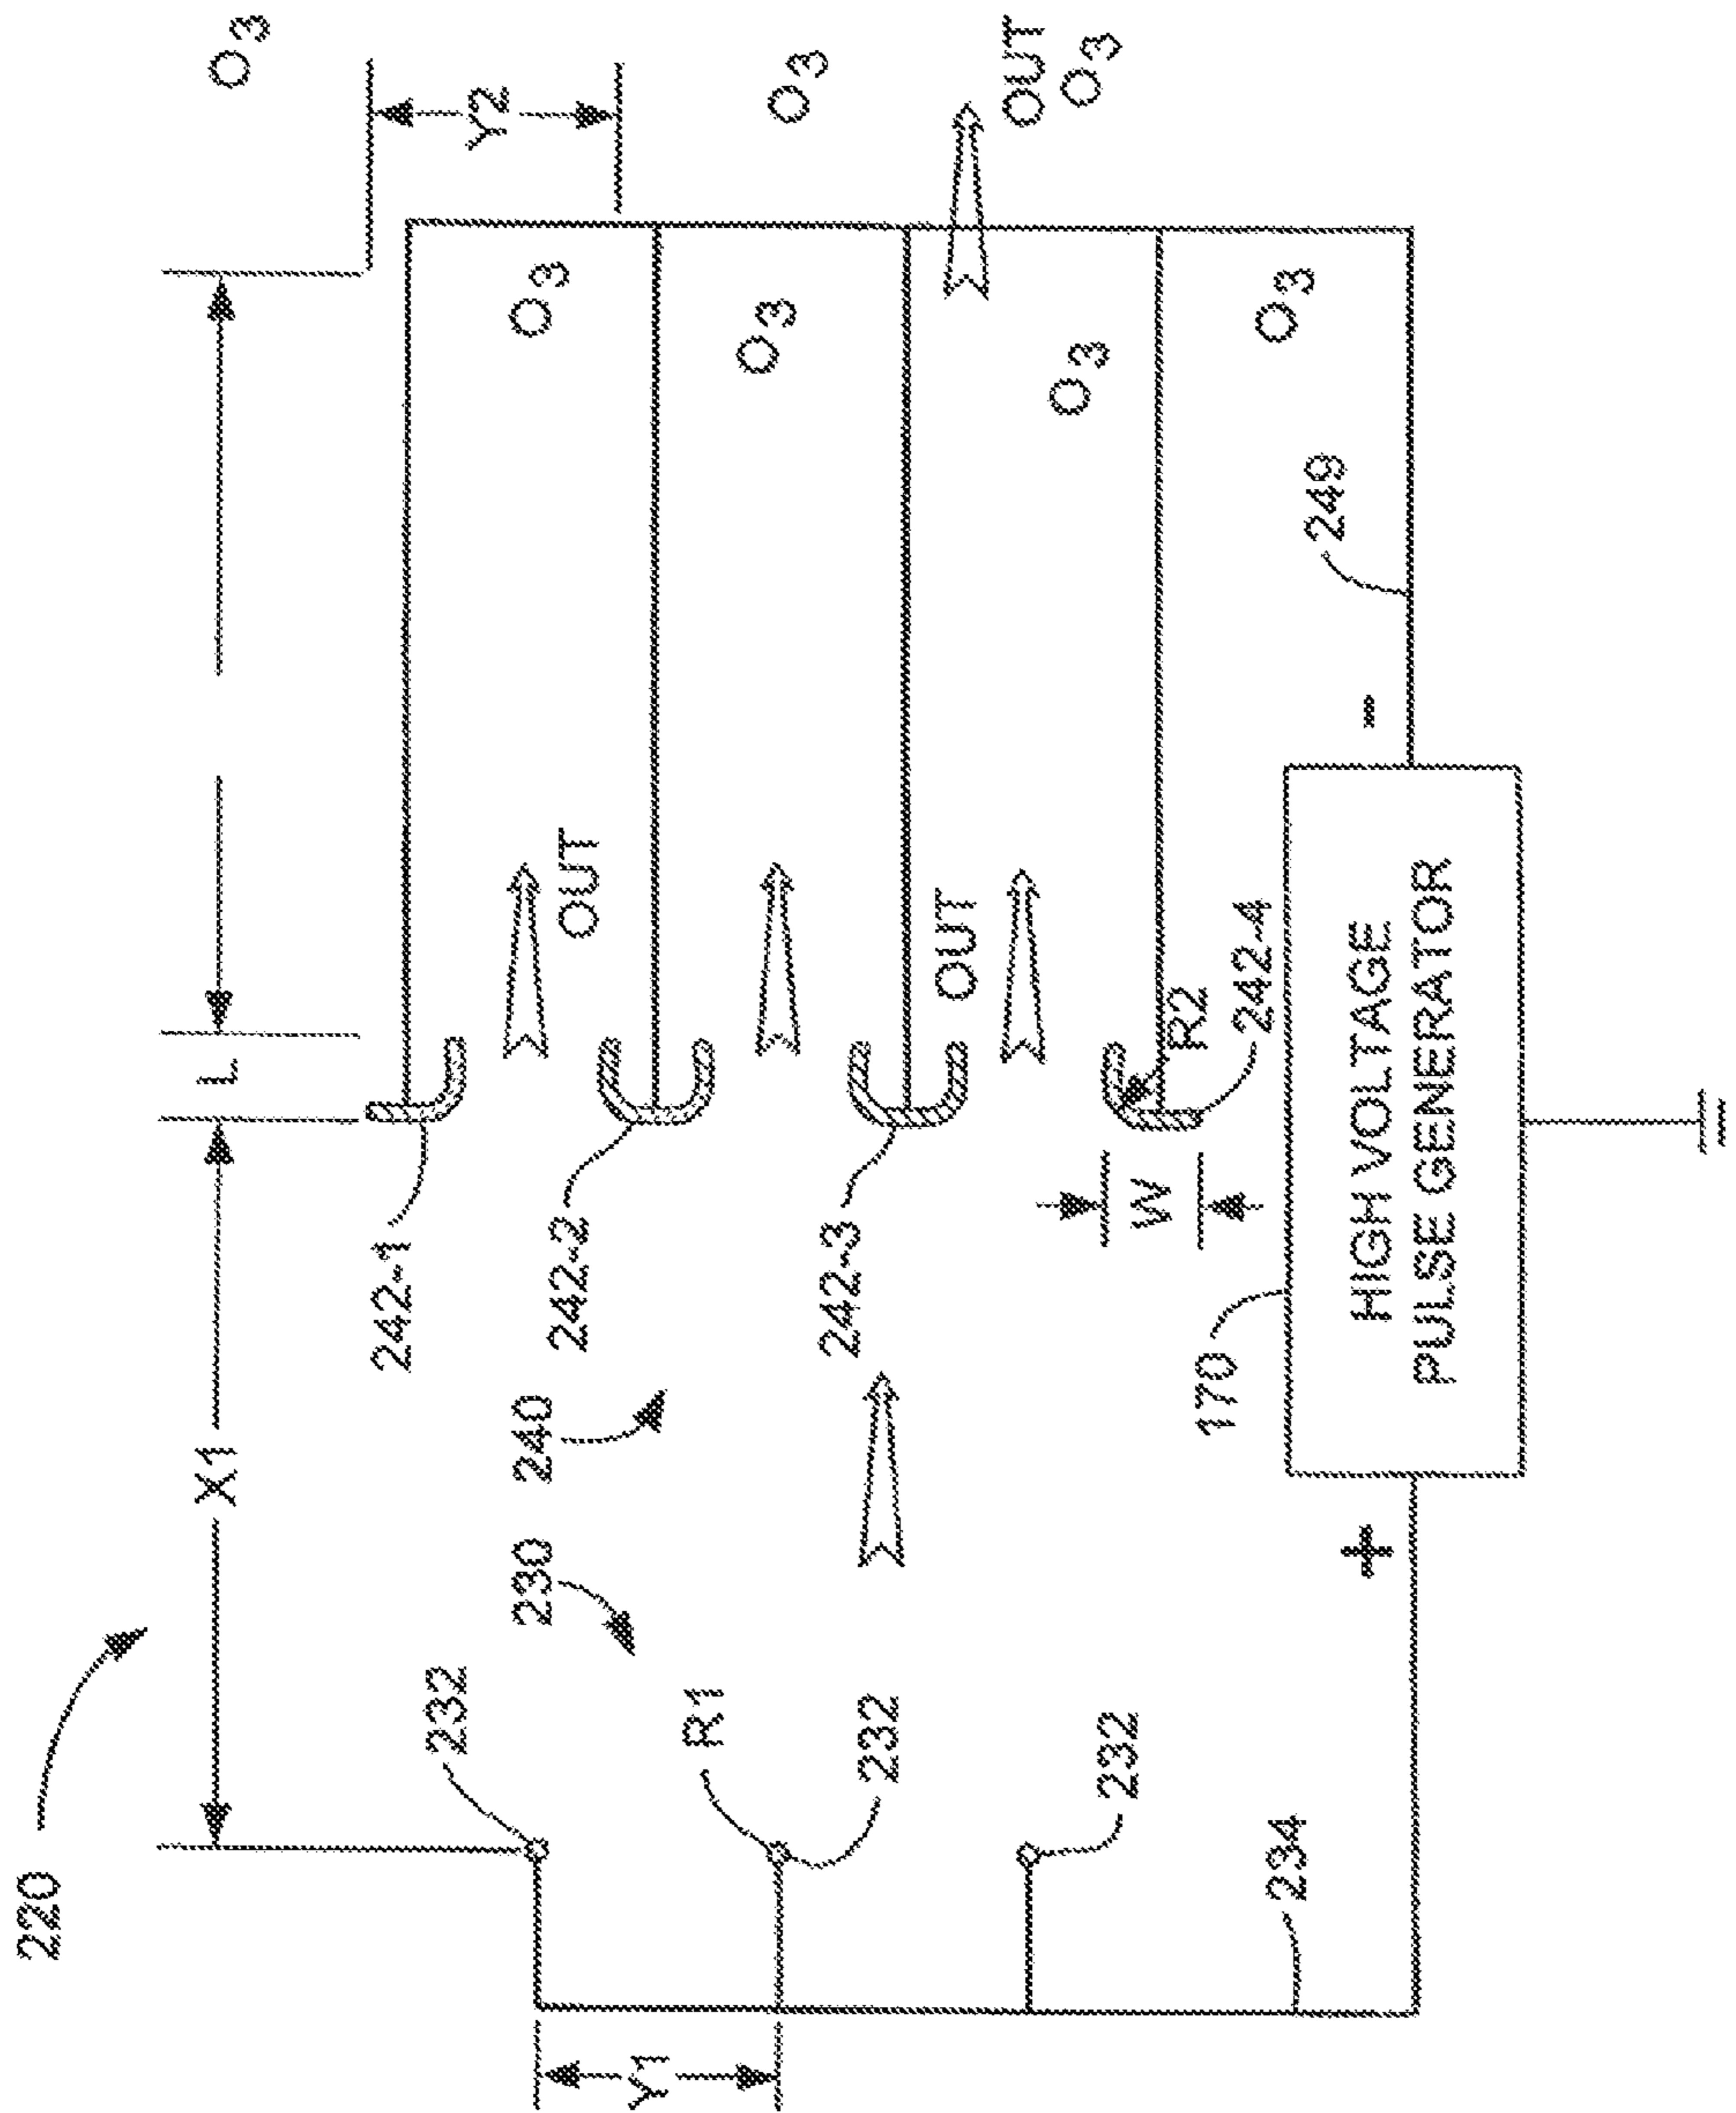 220
X1
L
Y2
O3
232
230
240
242-1
OUT
O3
R1
242-2
O3
O3
Y1
232
242-3
OUT
OUT
O3
O3
232
W
R2
242-4
O3
234
170
249
+
-
HIGH VOLTAGE
PULSE GENERATOR